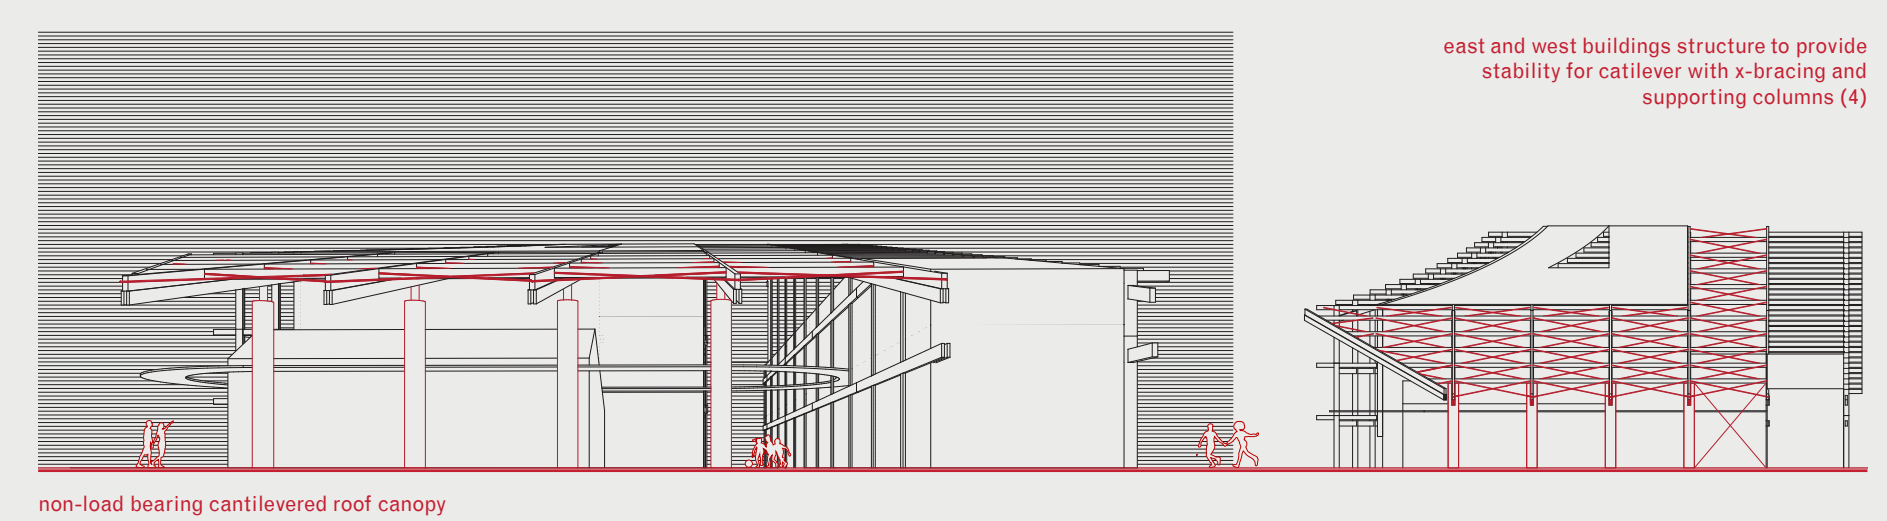 east and west buildings structure to provide
stability for catilever with x-bracing and
supporting columns (4)
non-load bearing cantilevered roof canopy